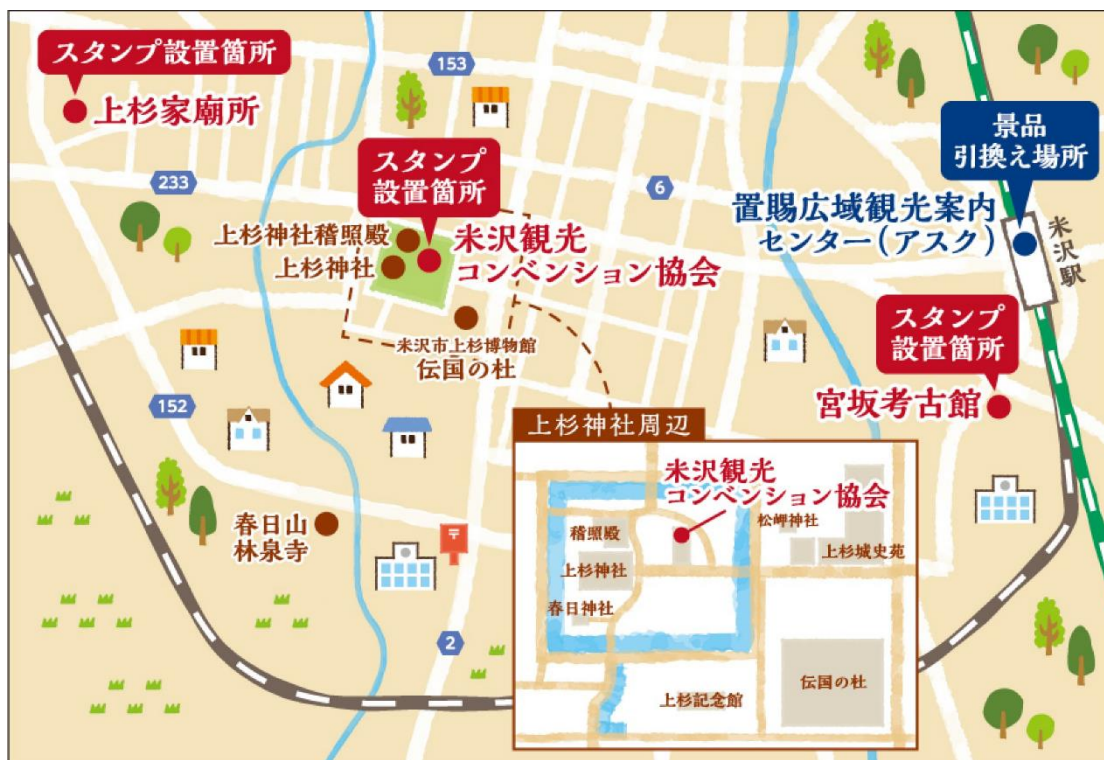 スタンプ設置箇所
上杉家廟所
153
233
スタンプ
設置箇所
6
景品
引換え場所
置賜広域観光案内
センター(アスク)
米沢駅
上杉神社稽照殿
上杉神社
米沢観光
コンベンション協会
米沢市上杉博物館
伝国の杜
スタンプ
設置箇所
宮坂考古館
152
春日山
林泉寺
〒
2
上杉神社周辺
米沢観光
コンベンション協会
稽照殿
松岬神社
上杉神社
上杉城史苑
春日神社
伝国の杜
上杉記念館